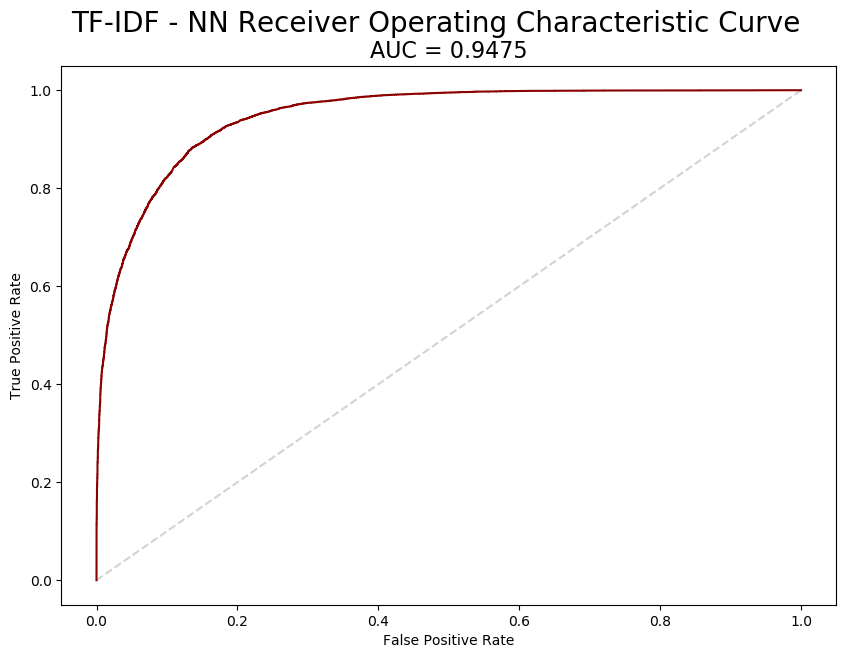 TF-IDF - NN Receiver Operating Characteristic Curve
AUC = 0.9475
1.0
0.8
0.6
0.4
0.2
0.0
True Positive Rate
0.0 0.2 0.4 0.6 0.8 1.0
False Positive Rate